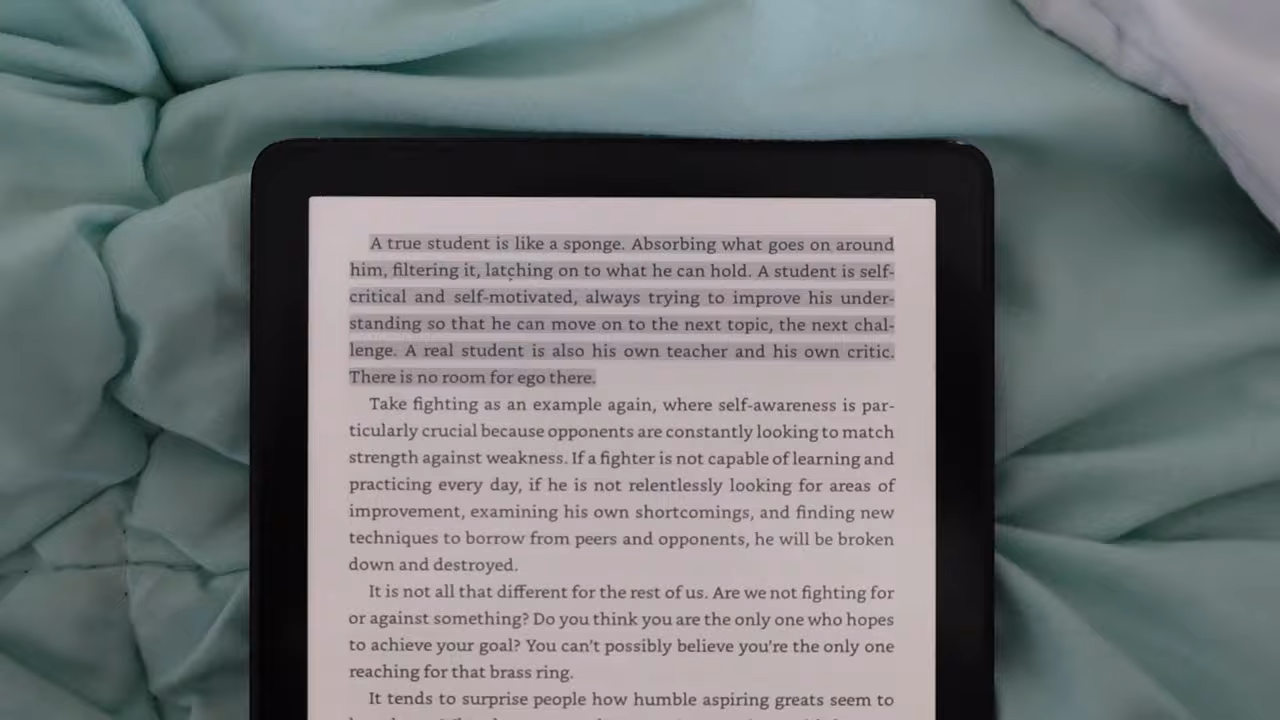 A true student is like a sponge. Absorbing what goes on around
him, filtering it, latching on to what he can hold. A student is self-
critical and self-motivated, always trying to improve his under-
standing so that he can move on to the next topic, the next chal-
lenge. A real student is also his own teacher and his own critic.
There is no room for ego there.
Take fighting as an example again, where self-awareness is par-
ticularly crucial because opponents are constantly looking to match
strength against weakness. If a fighter is not capable of learning and
practicing every day, if he is not relentlessly looking for areas of
improvement, examining his own shortcomings, and finding new
techniques to borrow from peers and opponents, he will be broken
down and destroyed.
It is not all that different for the rest of us. Are we not fighting for
or against something? Do you think you are the only one who hopes
to achieve your goal? You can't possibly believe you're the only one
reaching for that brass ring.
It tends to surprise people how humble aspiring greats seem to